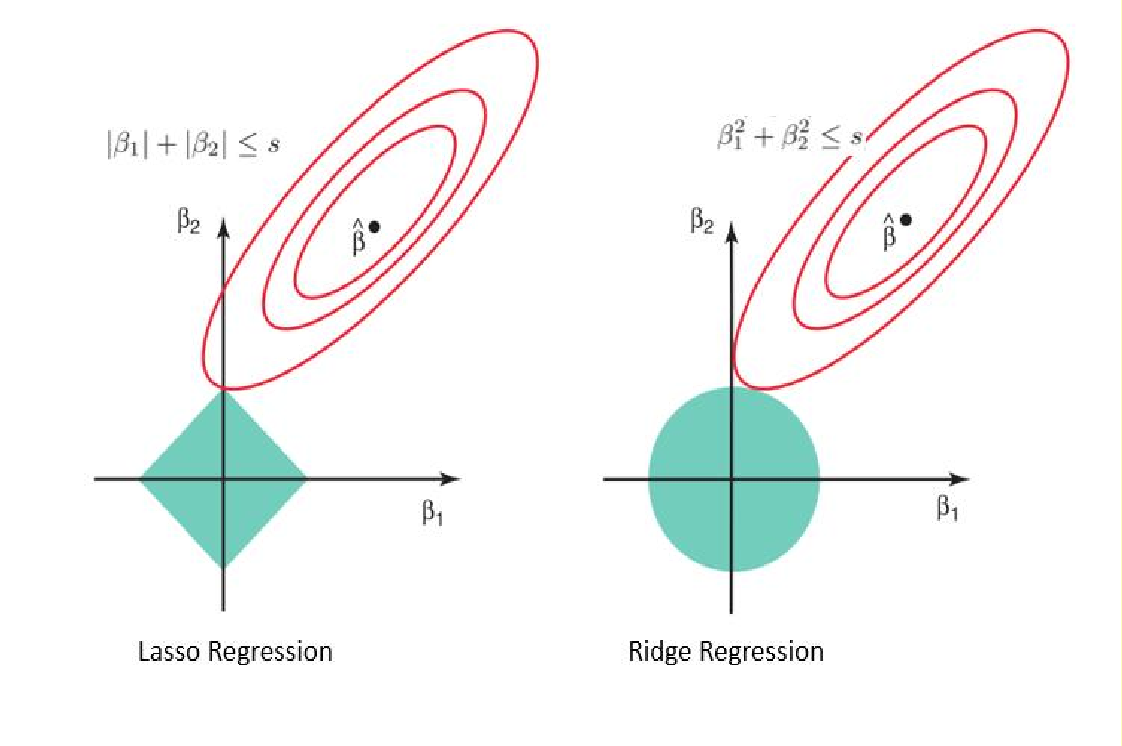 |β₁| + |β₂| ≤ s
β₁² + β₂² ≤ s
β₂
β₂
β̂
β̂
β₁
β₁
Lasso Regression
Ridge Regression